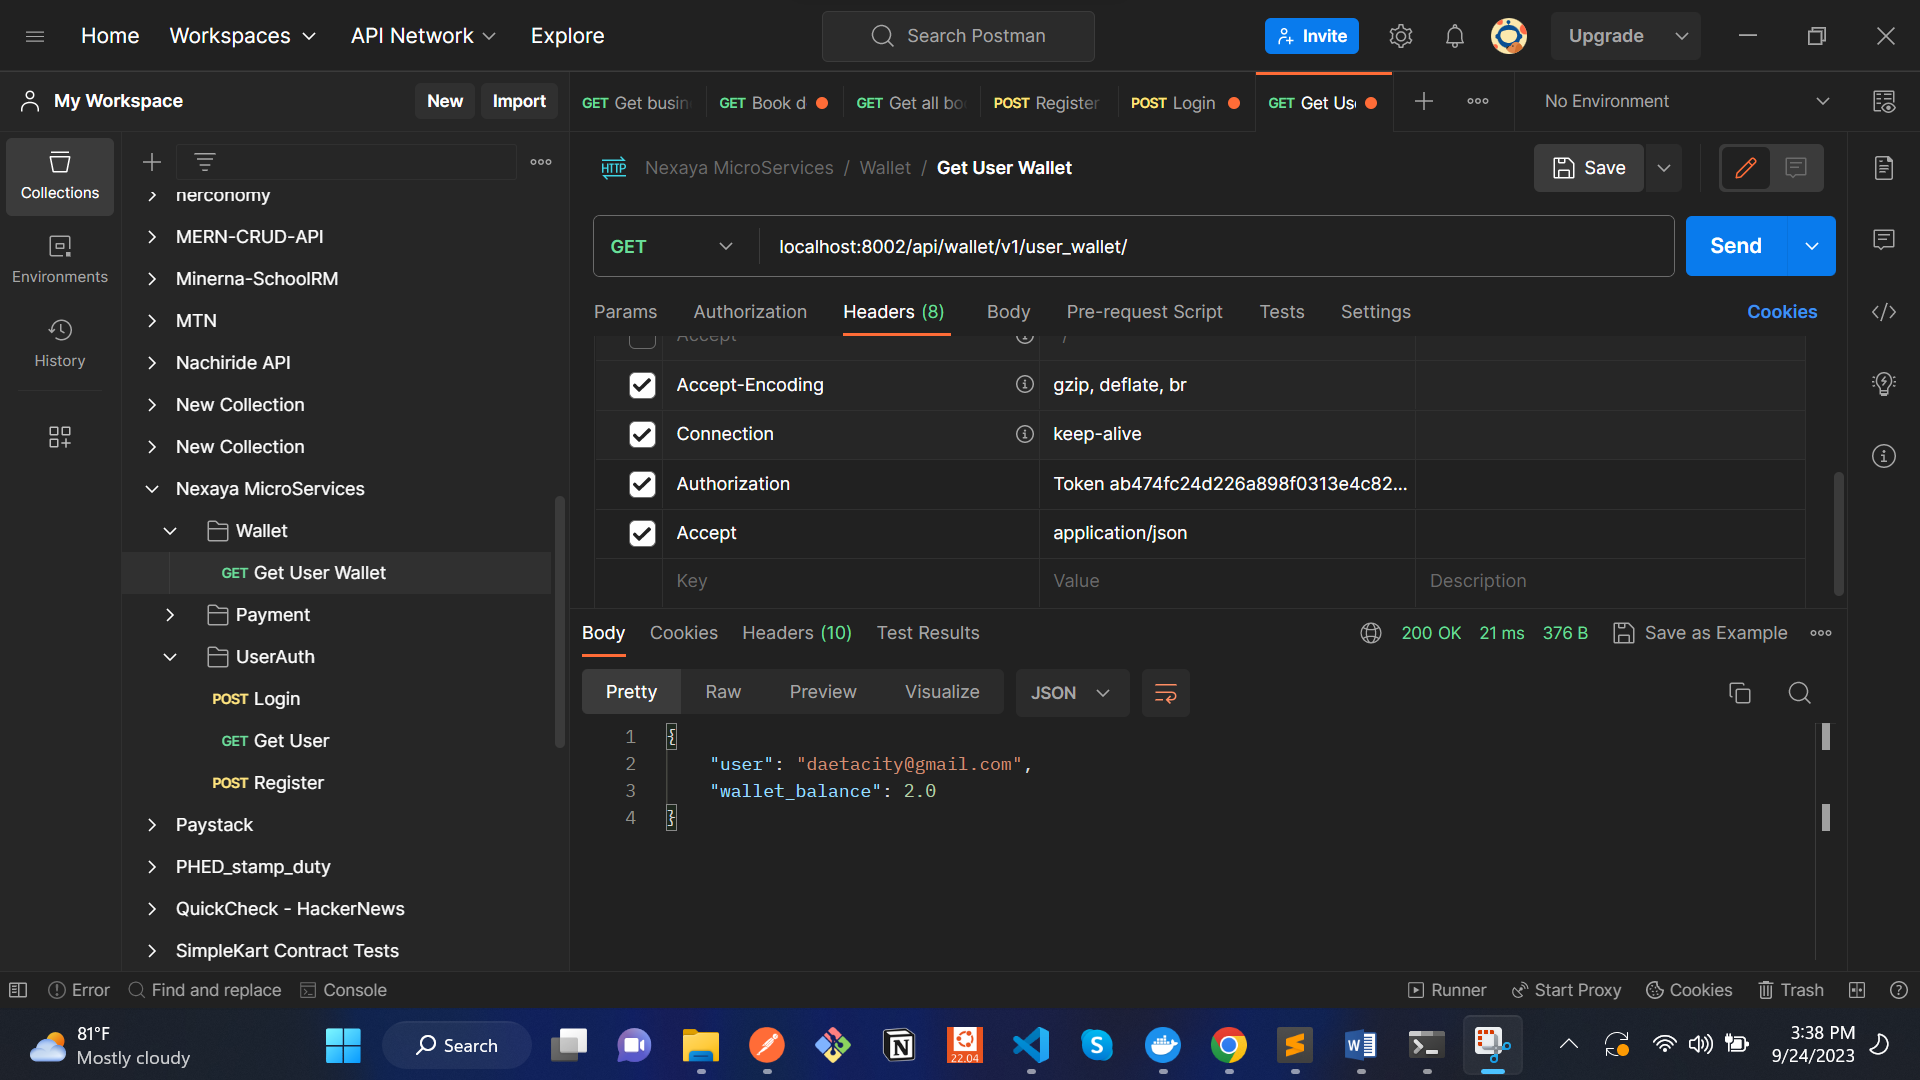 Home Workspaces API Network Explore Search Postman Invite Upgrade
My Workspace New Import GET Get busin GET Book d GET Get all bo POST Register POST Login GET Get Us No Environment
Collections
Environments
History
nerconomy
MERN-CRUD-API
Minerna-SchoolRM
MTN
Nachiride API
New Collection
New Collection
Nexaya MicroServices
Wallet
GET Get User Wallet
Payment
UserAuth
POST Login
GET Get User
POST Register
Paystack
PHED_stamp_duty
QuickCheck - HackerNews
SimpleKart Contract Tests
HTTP Nexaya MicroServices / Wallet / Get User Wallet Save
GET localhost:8002/api/wallet/v1/user_wallet/ Send
Params Authorization Headers (8) Body Pre-request Script Tests Settings Cookies
Accept
Accept-Encoding gzip, deflate, br
Connection keep-alive
Authorization Token ab474fc24d226a898f0313e4c82...
Accept application/json
Key Value Description
Body Cookies Headers (10) Test Results 200 OK 21 ms 376 B Save as Example
Pretty Raw Preview Visualize JSON
1 {
2 "user": "daetacity@gmail.com",
3 "wallet_balance": 2.0
4 }
Error Find and replace Console Runner Start Proxy Cookies Trash
81°F
Mostly cloudy
Search
22.04
3:38 PM
9/24/2023